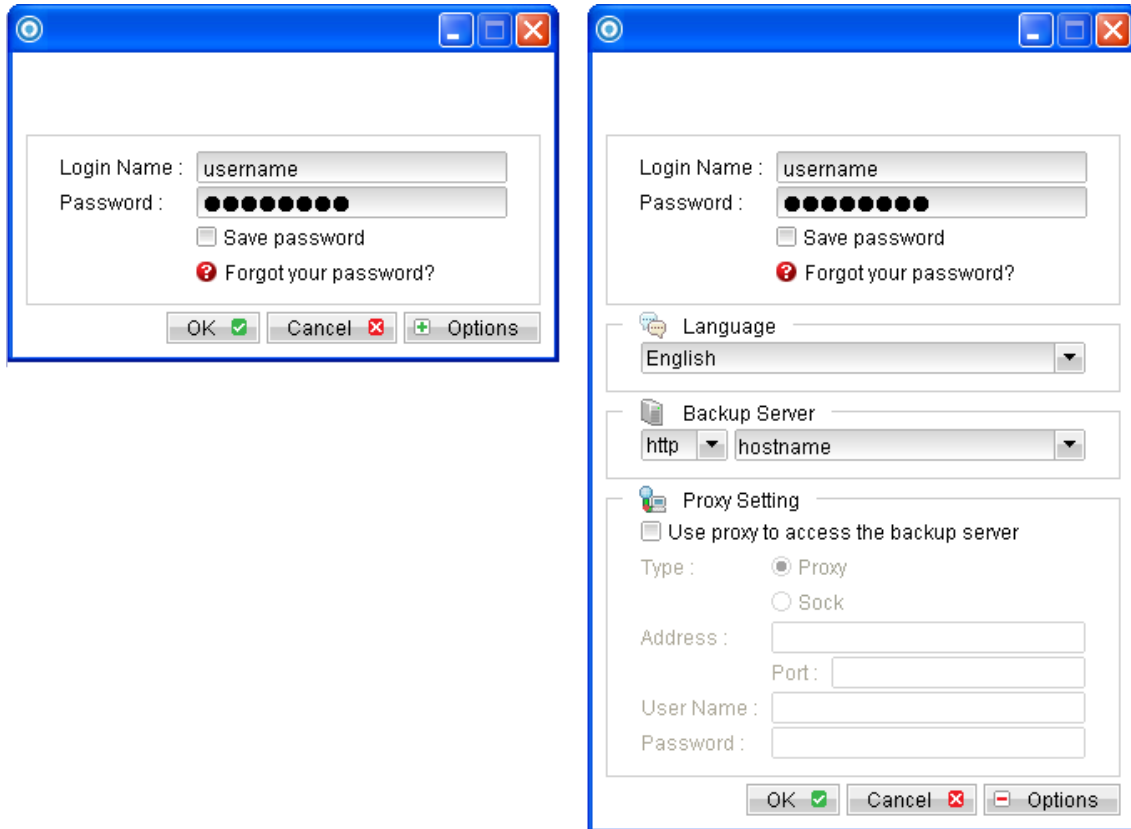 Login Name : username
Password : ●●●●●●●●
Save password
Forgot your password?
OK Cancel Options
Login Name : username
Password : ●●●●●●●●
Save password
Forgot your password?
Language
English
Backup Server
http hostname
Proxy Setting
Use proxy to access the backup server
Type : Proxy
Sock
Address :
Port :
User Name :
Password :
OK Cancel Options